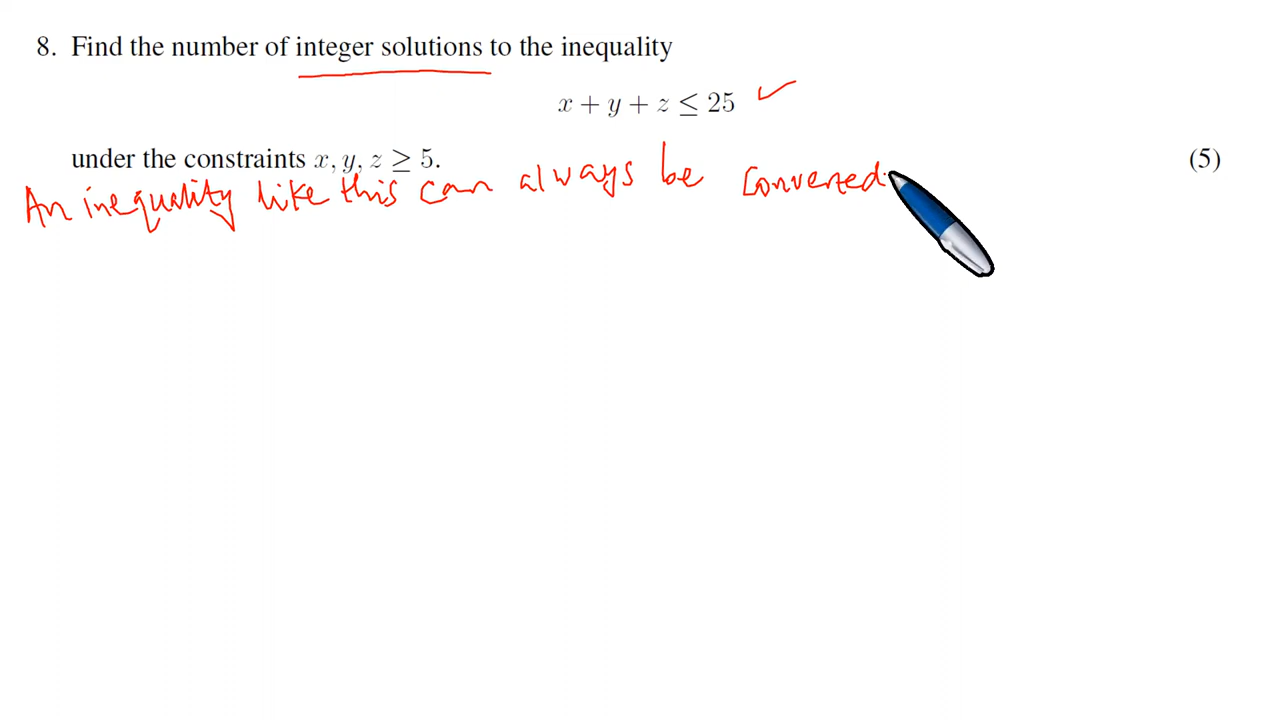 8. Find the number of integer solutions to the inequality
x + y + z ≤ 25
under the constraints x, y, z ≥ 5. (5)
An inequality like this can always be converted